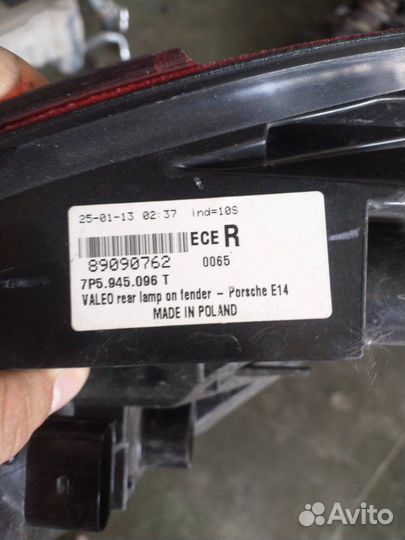 25-01-13 02:37 ind=10S
ECE R
89090762 0065
7P5.945.096 T
VALEO rear lamp on fender - Porsche E14
MADE IN POLAND
Avito